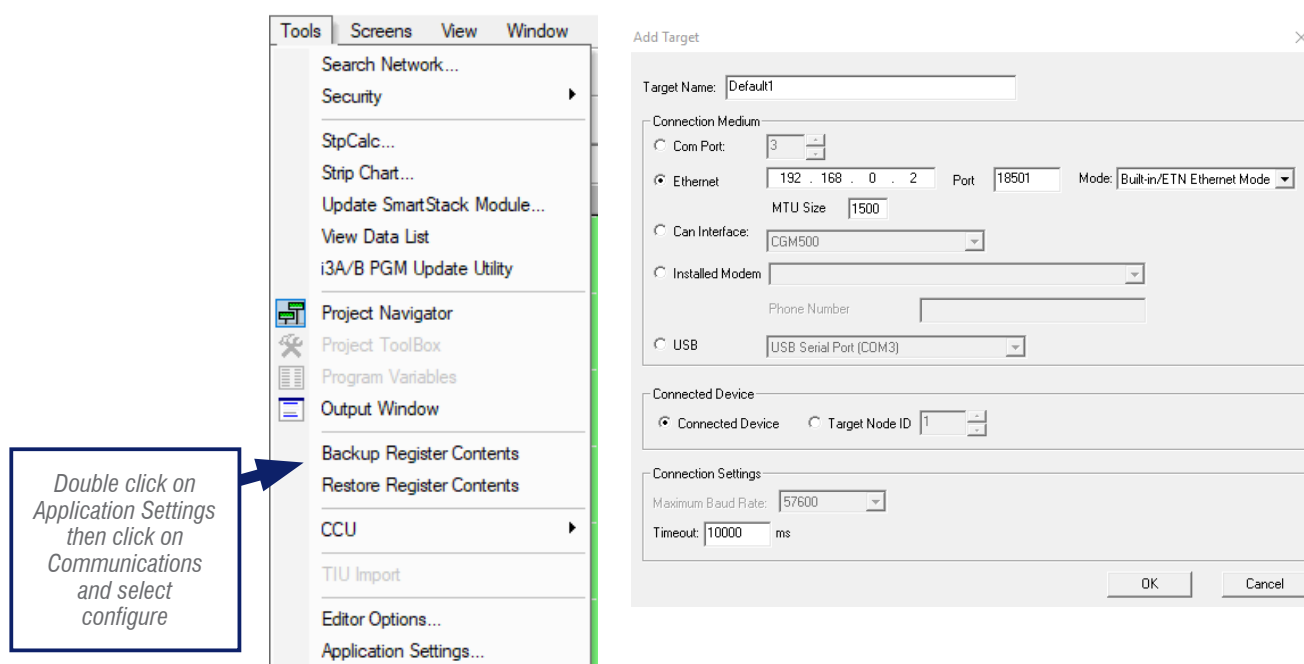 Tools Screens View Window
Search Network...
Security
StpCalc...
Strip Chart...
Update SmartStack Module...
View Data List
i3A/B PGM Update Utility
Project Navigator
Project ToolBox
Program Variables
Output Window
Backup Register Contents
Restore Register Contents
CCU
TIU Import
Editor Options...
Application Settings...
Double click on
Application Settings
then click on
Communications
and select
configure
Add Target
Target Name: Default1
Connection Medium
Com Port: 3
Ethernet 192 . 168 . 0 . 2 Port 18501 Mode: Built-in/ETN Ethernet Mode
MTU Size 1500
Can Interface: CGM500
Installed Modem
Phone Number
USB USB Serial Port (COM3)
Connected Device
Connected Device Target Node ID 1
Connection Settings
Maximum Baud Rate: 57600
Timeout: 10000 ms
OK Cancel